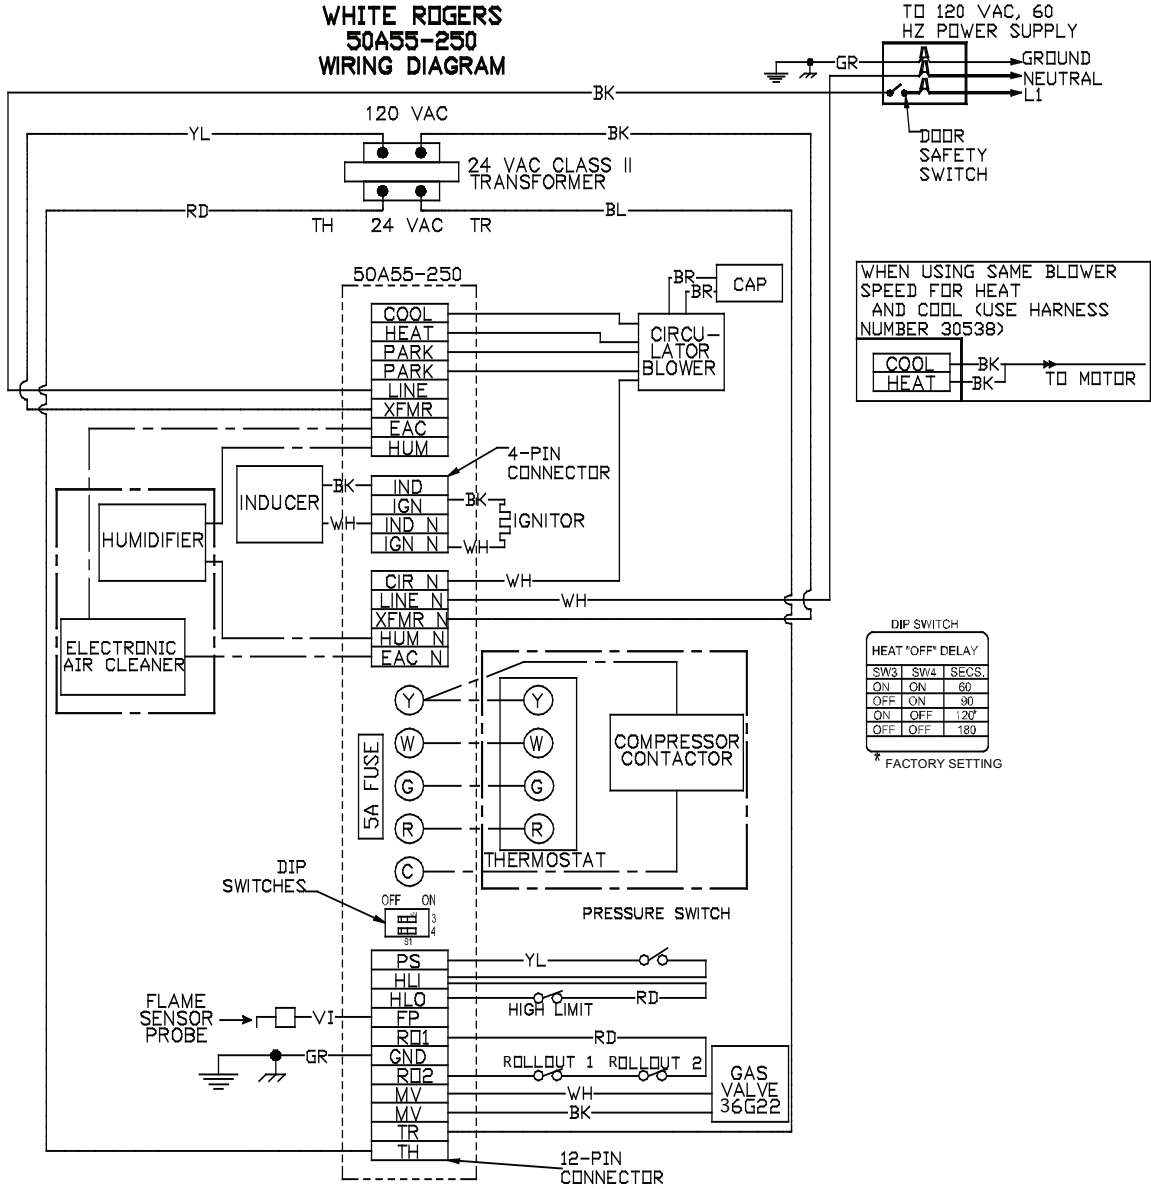 WHITE RODGERS
50A55-250
WIRING DIAGRAM
TO 120 VAC, 60
HZ POWER SUPPLY
GR
GROUND
NEUTRAL
L1
BK
DOOR
SAFETY
SWITCH
120 VAC
YL
BK
24 VAC CLASS II
TRANSFORMER
RD
BL
TH
24 VAC
TR
50A55-250
BR
BR
CAP
WHEN USING SAME BLOWER
SPEED FOR HEAT
AND COOL (USE HARNESS
NUMBER 30538)
COOL
HEAT
BK
BK
TO MOTOR
COOL
HEAT
PARK
PARK
LINE
XFMR
EAC
HUM
CIRCU-
LATOR
BLOWER
4-PIN
CONNECTOR
INDUCER
BK
WH
IND
IGN
IND N
IGN N
BK
WH
IGNITOR
HUMIDIFIER
CIR N
LINE N
XFMR N
HUM N
EAC N
WH
WH
ELECTRONIC
AIR CLEANER
DIP SWITCH
HEAT "OFF" DELAY
SW3 SW4 SECS.
ON ON 60
OFF ON 90
ON OFF 120*
OFF OFF 180
* FACTORY SETTING
Y
W
G
R
C
5A FUSE
Y
W
G
R
THERMOSTAT
COMPRESSOR
CONTACTOR
DIP
SWITCHES
OFF ON
3
4
S1
PRESSURE SWITCH
PS
HLI
HLO
FP
RO1
GND
RO2
MV
MV
TR
TH
YL
HIGH LIMIT
RD
FLAME
SENSOR
PROBE
VI
GR
RD
ROLLOUT 1
ROLLOUT 2
WH
BK
GAS
VALVE
36G22
12-PIN
CONNECTOR